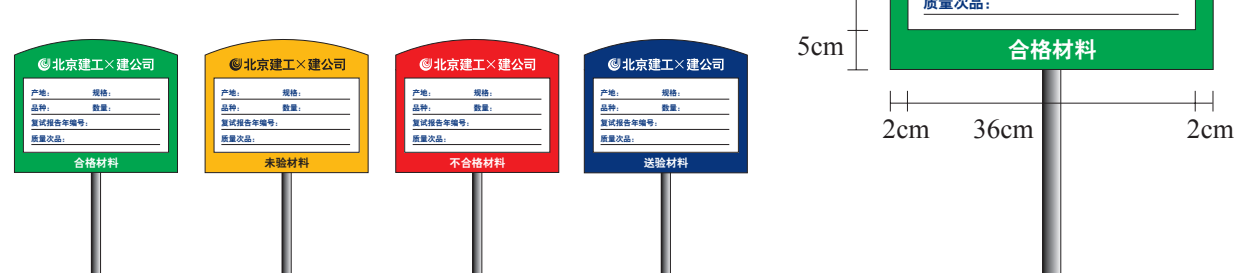 北京建工×建公司
产地： 规格：
品种： 数量：
复试报告年编号：
质量次品：
合格材料
北京建工×建公司
产地： 规格：
品种： 数量：
复试报告年编号：
质量次品：
未验材料
北京建工×建公司
产地： 规格：
品种： 数量：
复试报告年编号：
质量次品：
不合格材料
北京建工×建公司
产地： 规格：
品种： 数量：
复试报告年编号：
质量次品：
送验材料
质量次品：
5cm
合格材料
2cm 36cm 2cm